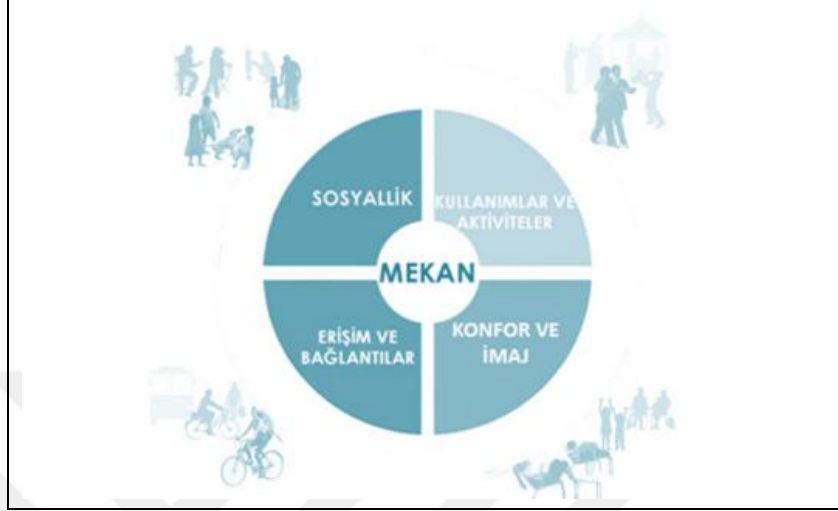 SOSYALLİK
KULLANIMLAR VE
AKTİVİTELER
MEKAN
ERİŞİM VE
BAĞLANTILAR
KONFOR VE
İMAJ